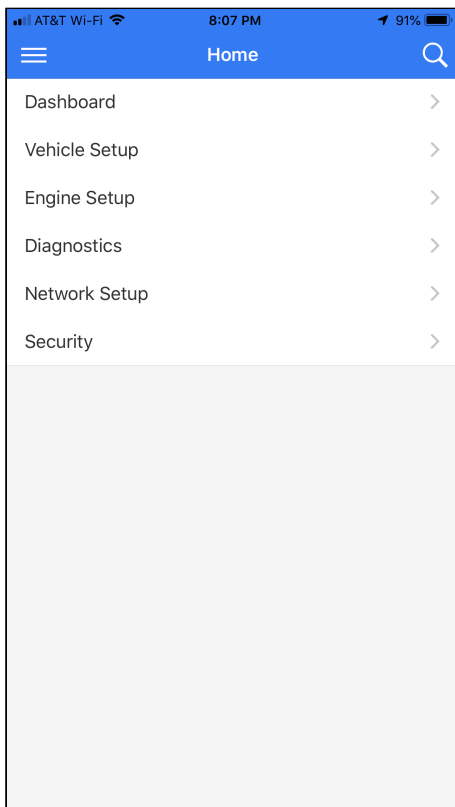 AT&T Wi-Fi 8:07 PM 91%
Home
Dashboard
Vehicle Setup
Engine Setup
Diagnostics
Network Setup
Security